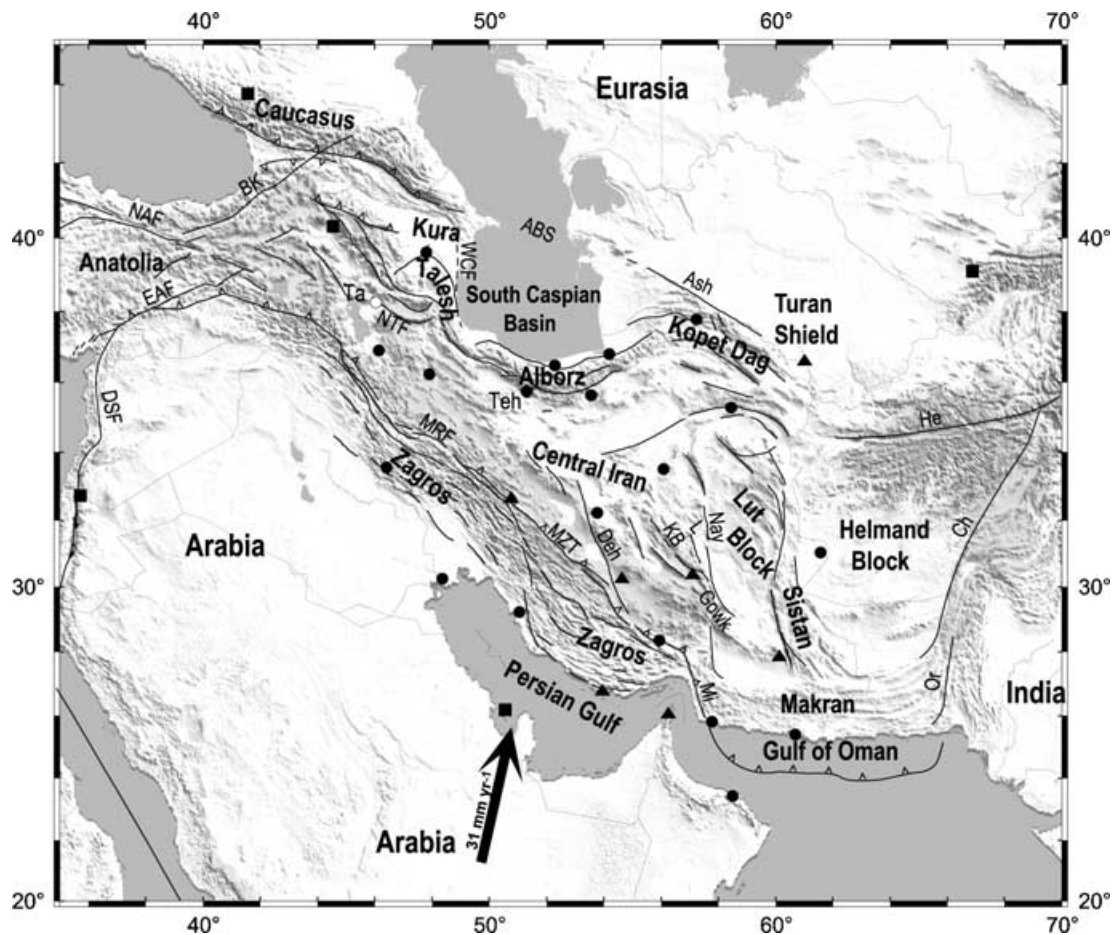 40°
50°
60°
70°
Eurasia
Caucasus
BK
NAF
ABS
40°
Kura
40°
Anatolia
WCF
Talesh
Ash
EAF
Ta
South Caspian
Basin
Turan
Shield
NTF
Kopet Dag
Alborz
DSF
Teh
MRF
He
Zagros
Central Iran
Lut
Block
Arabia
MZT
Deh
KB
Nay
Helmand
Block
Ch
30°
Gowk
Sistan
30°
Zagros
Persian Gulf
Mi
Makran
Or
India
Gulf of Oman
31 mm yr-1
Arabia
20°
20°
40°
50°
60°
70°